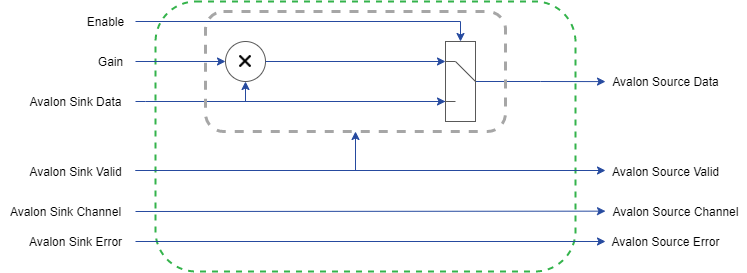 Enable
Gain
Avalon Sink Data
Avalon Source Data
Avalon Sink Valid
Avalon Source Valid
Avalon Sink Channel
Avalon Source Channel
Avalon Sink Error
Avalon Source Error